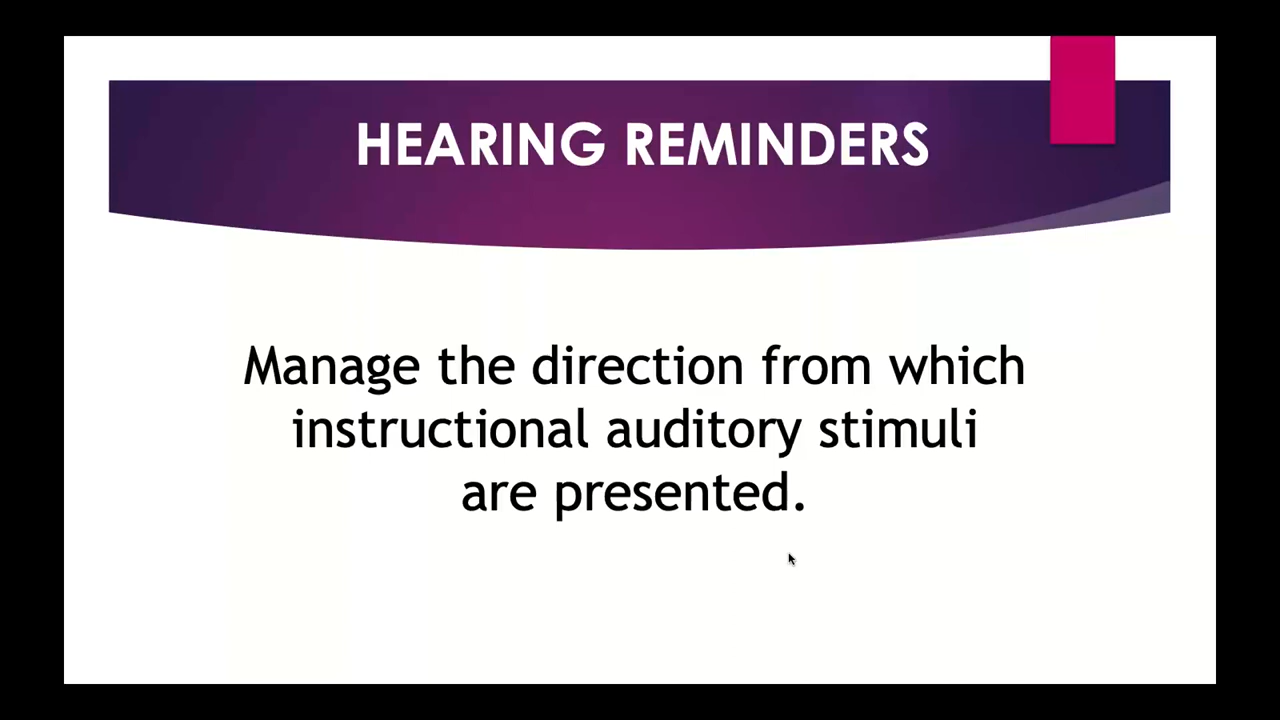 HEARING REMINDERS
Manage the direction from which
instructional auditory stimuli
are presented.